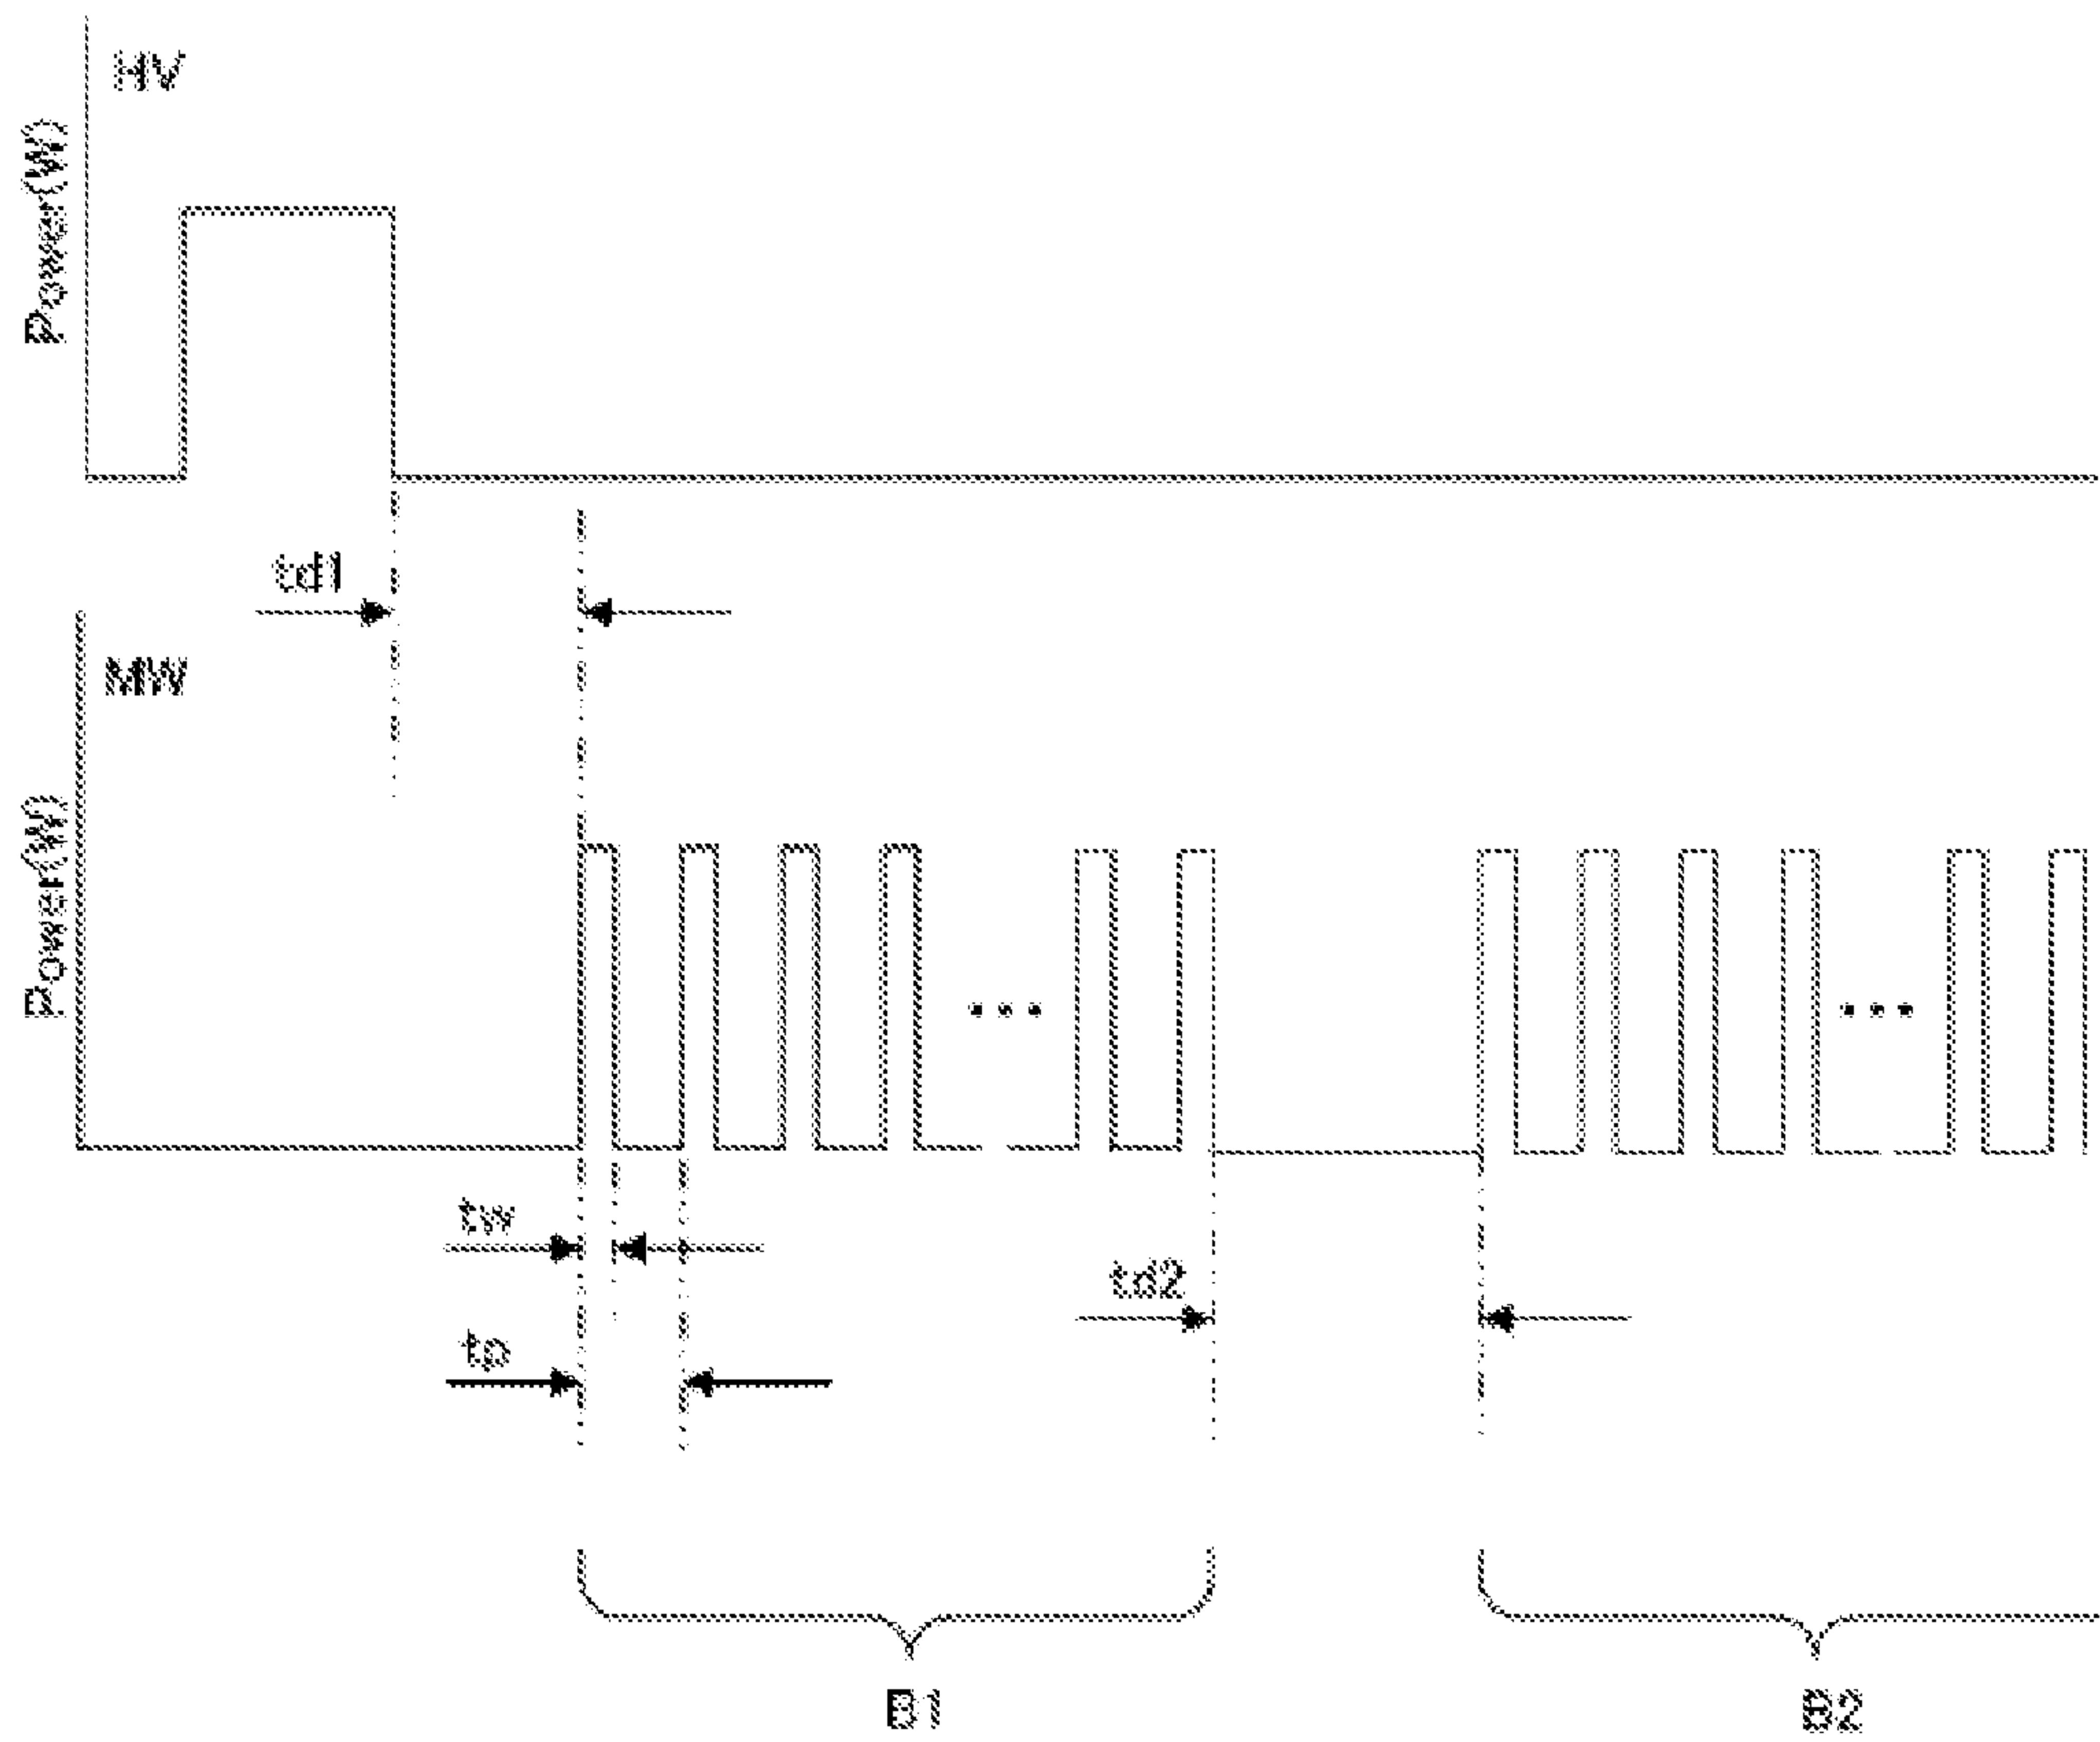 HV
Power(W)
td1
MW
Power(W)
...
...
tw
td2
tp
B1
B2